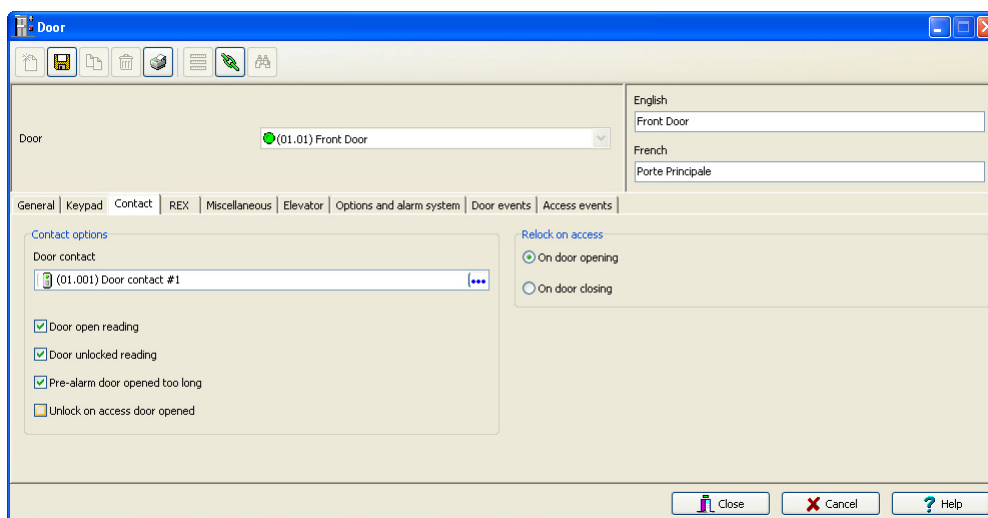 Door
English
Front Door
Door
(01.01) Front Door
French
Porte Principale
General Keypad Contact REX Miscellaneous Elevator Options and alarm system Door events Access events
Contact options
Door contact
(01.001) Door contact #1
Door open reading
Door unlocked reading
Pre-alarm door opened too long
Unlock on access door opened
Relock on access
On door opening
On door closing
Close Cancel Help